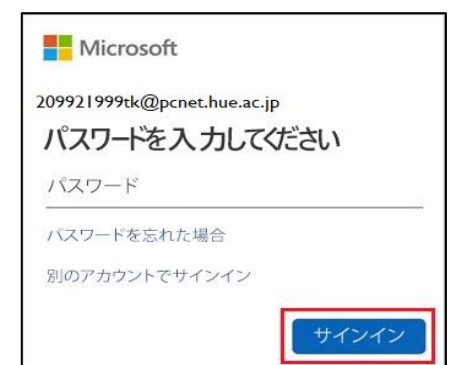 Microsoft
209921999tk@pcnet.hue.ac.jp
パスワードを入力してください
パスワード
パスワードを忘れた場合
別のアカウントでサインイン
サインイン